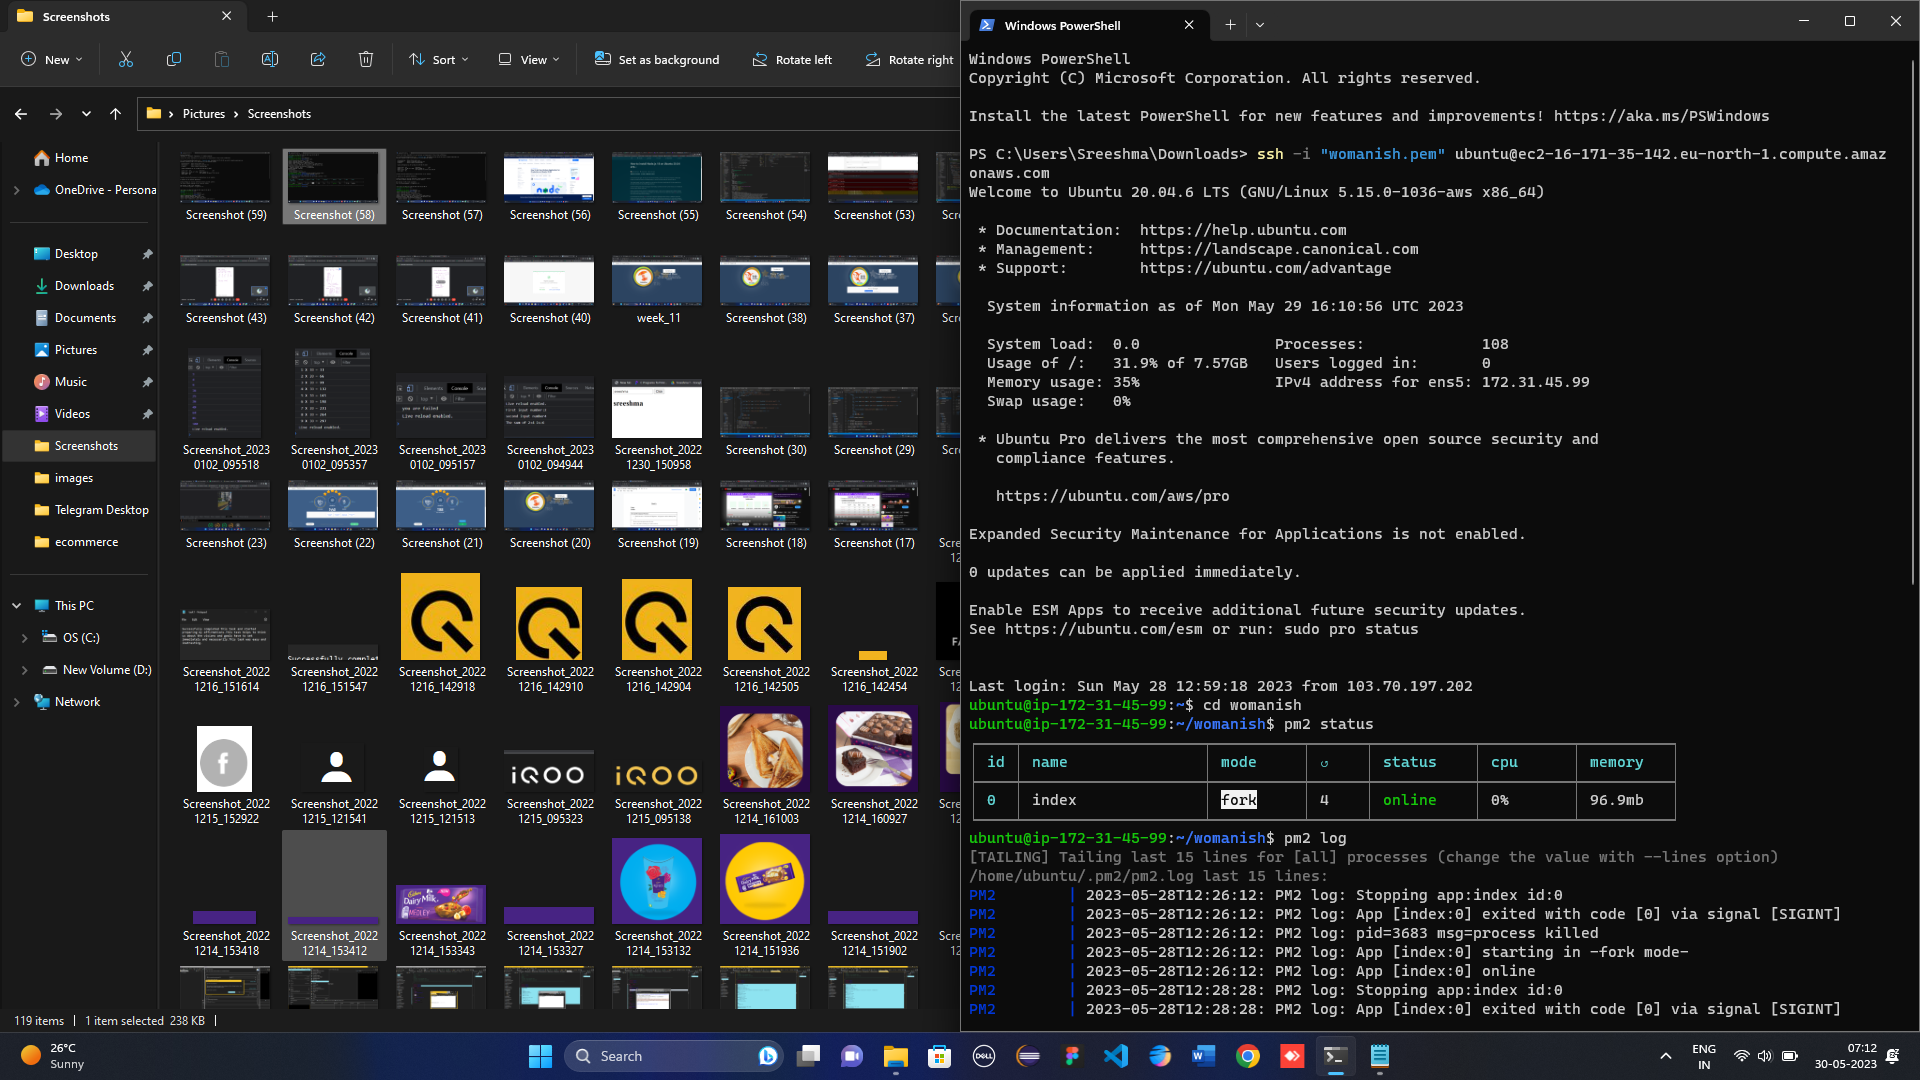 Screenshots
New
Sort
View
Set as background
Rotate left
Rotate right
Pictures
Screenshots
Home
OneDrive - Persona
Desktop
Downloads
Documents
Pictures
Music
Videos
Screenshots
images
Telegram Desktop
ecommerce
This PC
OS (C:)
New Volume (D:)
Network
Screenshot (59)
Screenshot (58)
Screenshot (57)
Screenshot (56)
Screenshot (55)
Screenshot (54)
Screenshot (53)
Screenshot (43)
Screenshot (42)
Screenshot (41)
Screenshot (40)
week_11
Screenshot (38)
Screenshot (37)
Screenshot_2023
0102_095518
Screenshot_2023
0102_095357
Screenshot_2023
0102_095157
Screenshot_2023
0102_094944
Screenshot_2022
1230_150958
Screenshot (30)
Screenshot (29)
Screenshot (23)
Screenshot (22)
Screenshot (21)
Screenshot (20)
Screenshot (19)
Screenshot (18)
Screenshot (17)
Screenshot_2022
1216_151614
Screenshot_2022
1216_151547
Screenshot_2022
1216_142918
Screenshot_2022
1216_142910
Screenshot_2022
1216_142904
Screenshot_2022
1216_142505
Screenshot_2022
1216_142454
iQOO
iQOO
Screenshot_2022
1215_152922
Screenshot_2022
1215_121541
Screenshot_2022
1215_121513
Screenshot_2022
1215_095323
Screenshot_2022
1215_095138
Screenshot_2022
1214_161003
Screenshot_2022
1214_160927
Screenshot_2022
1214_153418
Screenshot_2022
1214_153412
Screenshot_2022
1214_153343
Screenshot_2022
1214_153327
Screenshot_2022
1214_153132
Screenshot_2022
1214_151936
Screenshot_2022
1214_151902
119 items
1 item selected 238 KB
Windows PowerShell
Windows PowerShell
Copyright (C) Microsoft Corporation. All rights reserved.
Install the latest PowerShell for new features and improvements! https://aka.ms/PSWindows
PS C:\Users\Sreeshma\Downloads> ssh -i "womanish.pem" ubuntu@ec2-16-171-35-142.eu-north-1.compute.amaz
onaws.com
Welcome to Ubuntu 20.04.6 LTS (GNU/Linux 5.15.0-1036-aws x86_64)
* Documentation: https://help.ubuntu.com
* Management: https://landscape.canonical.com
* Support: https://ubuntu.com/advantage
System information as of Mon May 29 16:10:56 UTC 2023
System load: 0.0 Processes: 108
Usage of /: 31.9% of 7.57GB Users logged in: 0
Memory usage: 35% IPv4 address for ens5: 172.31.45.99
Swap usage: 0%
* Ubuntu Pro delivers the most comprehensive open source security and
compliance features.
https://ubuntu.com/aws/pro
Expanded Security Maintenance for Applications is not enabled.
0 updates can be applied immediately.
Enable ESM Apps to receive additional future security updates.
See https://ubuntu.com/esm or run: sudo pro status
Last login: Sun May 28 12:59:18 2023 from 103.70.197.202
ubuntu@ip-172-31-45-99:~$ cd womanish
ubuntu@ip-172-31-45-99:~/womanish$ pm2 status
id name mode ↺ status cpu memory
0 index fork 4 online 0% 96.9mb
ubuntu@ip-172-31-45-99:~/womanish$ pm2 log
[TAILING] Tailing last 15 lines for [all] processes (change the value with --lines option)
/home/ubuntu/.pm2/pm2.log last 15 lines:
PM2 | 2023-05-28T12:26:12: PM2 log: Stopping app:index id:0
PM2 | 2023-05-28T12:26:12: PM2 log: App [index:0] exited with code [0] via signal [SIGINT]
PM2 | 2023-05-28T12:26:12: PM2 log: pid=3683 msg=process killed
PM2 | 2023-05-28T12:26:12: PM2 log: App [index:0] starting in -fork mode-
PM2 | 2023-05-28T12:26:12: PM2 log: App [index:0] online
PM2 | 2023-05-28T12:28:28: PM2 log: Stopping app:index id:0
PM2 | 2023-05-28T12:28:28: PM2 log: App [index:0] exited with code [0] via signal [SIGINT]
26°C
Sunny
Search
DELL
ENG
IN
07:12
30-05-2023